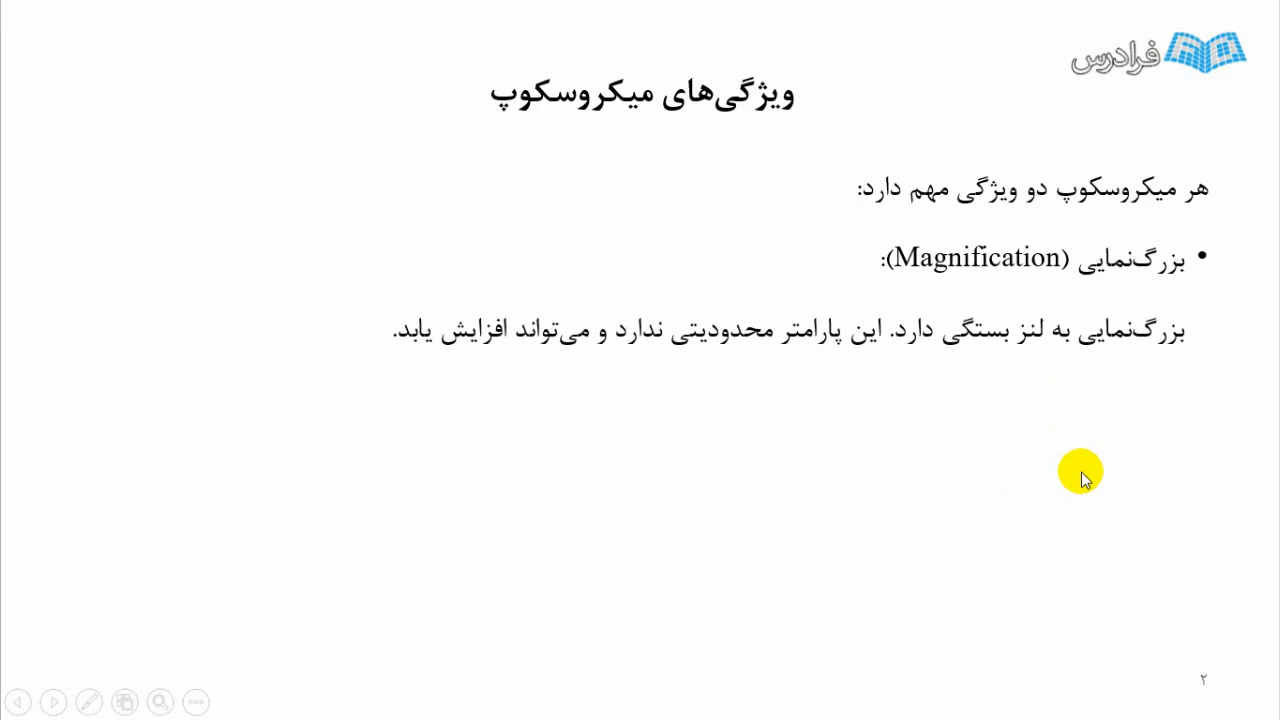 فرادرس
ویژگی‌های میکروسکوپ
هر میکروسکوپ دو ویژگی مهم دارد:
• بزرگ‌نمایی (Magnification):
بزرگ‌نمایی به لنز بستگی دارد. این پارامتر محدودیتی ندارد و می‌تواند افزایش یابد.
۲